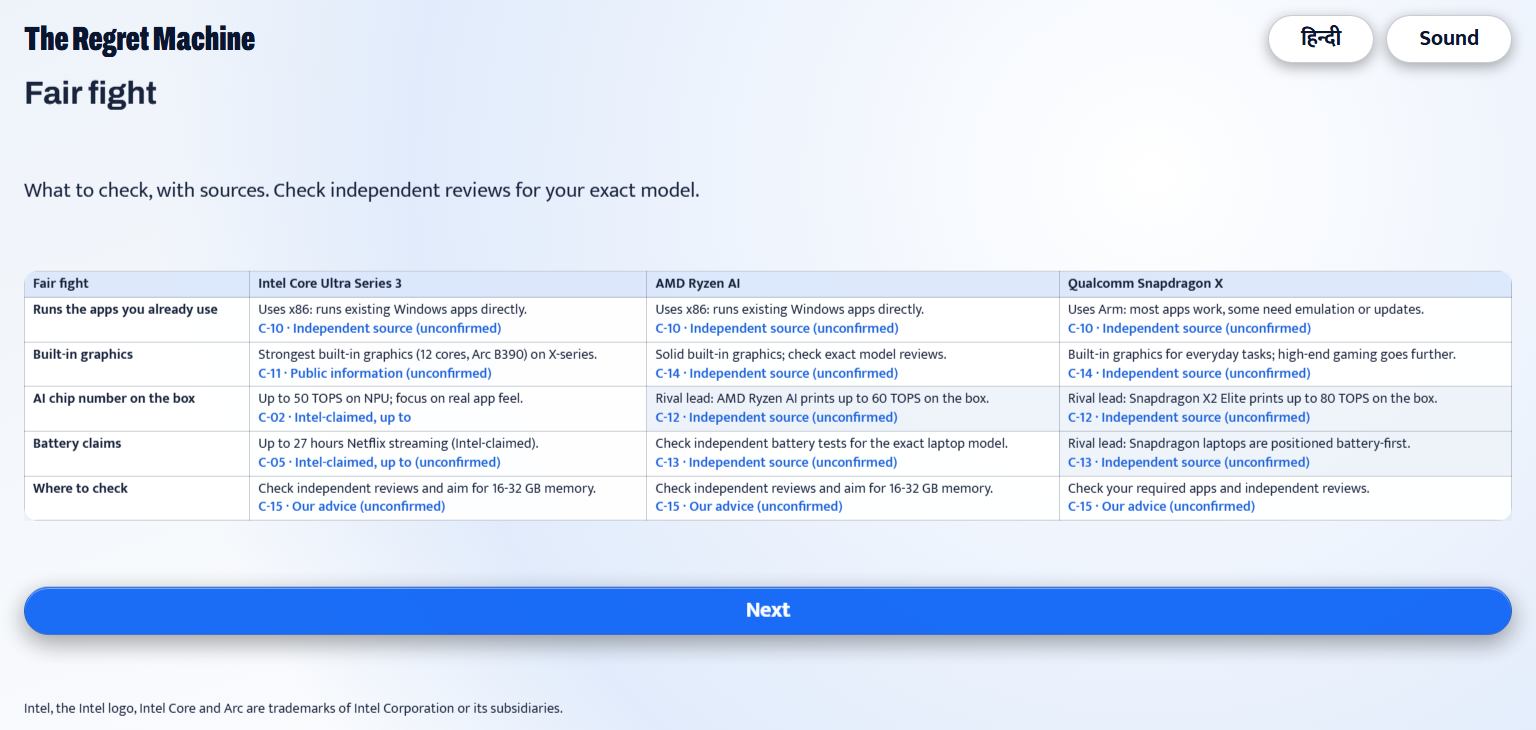 The Regret Machine
हिन्दी
Sound
Fair fight
What to check, with sources. Check independent reviews for your exact model.
Fair fight
Intel Core Ultra Series 3
AMD Ryzen AI
Qualcomm Snapdragon X
Runs the apps you already use
Uses x86: runs existing Windows apps directly.
C-10 · Independent source (unconfirmed)
Uses x86: runs existing Windows apps directly.
C-10 · Independent source (unconfirmed)
Uses Arm: most apps work, some need emulation or updates.
C-10 · Independent source (unconfirmed)
Built-in graphics
Strongest built-in graphics (12 cores, Arc B390) on X-series.
C-11 · Public information (unconfirmed)
Solid built-in graphics; check exact model reviews.
C-14 · Independent source (unconfirmed)
Built-in graphics for everyday tasks; high-end gaming goes further.
C-14 · Independent source (unconfirmed)
AI chip number on the box
Up to 50 TOPS on NPU; focus on real app feel.
C-02 · Intel-claimed, up to
Rival lead: AMD Ryzen AI prints up to 60 TOPS on the box.
C-12 · Independent source (unconfirmed)
Rival lead: Snapdragon X2 Elite prints up to 80 TOPS on the box.
C-12 · Independent source (unconfirmed)
Battery claims
Up to 27 hours Netflix streaming (Intel-claimed).
C-05 · Intel-claimed, up to (unconfirmed)
Check independent battery tests for the exact laptop model.
C-13 · Independent source (unconfirmed)
Rival lead: Snapdragon laptops are positioned battery-first.
C-13 · Independent source (unconfirmed)
Where to check
Check independent reviews and aim for 16-32 GB memory.
C-15 · Our advice (unconfirmed)
Check independent reviews and aim for 16-32 GB memory.
C-15 · Our advice (unconfirmed)
Check your required apps and independent reviews.
C-15 · Our advice (unconfirmed)
Next
Intel, the Intel logo, Intel Core and Arc are trademarks of Intel Corporation or its subsidiaries.